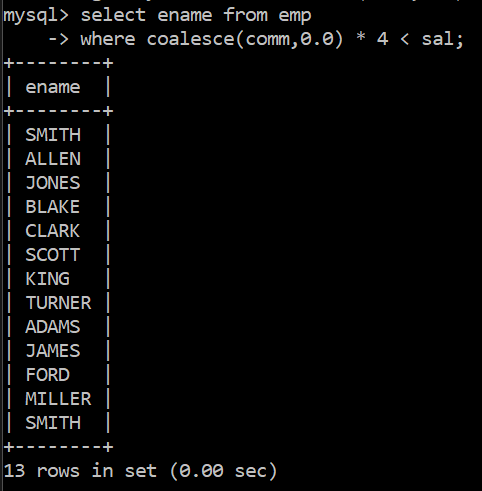 mysql> select ename from emp
    -> where coalesce(comm,0.0) * 4 < sal;
+--------+
| ename  |
+--------+
| SMITH  |
| ALLEN  |
| JONES  |
| BLAKE  |
| CLARK  |
| SCOTT  |
| KING   |
| TURNER |
| ADAMS  |
| JAMES  |
| FORD   |
| MILLER |
| SMITH  |
+--------+
13 rows in set (0.00 sec)